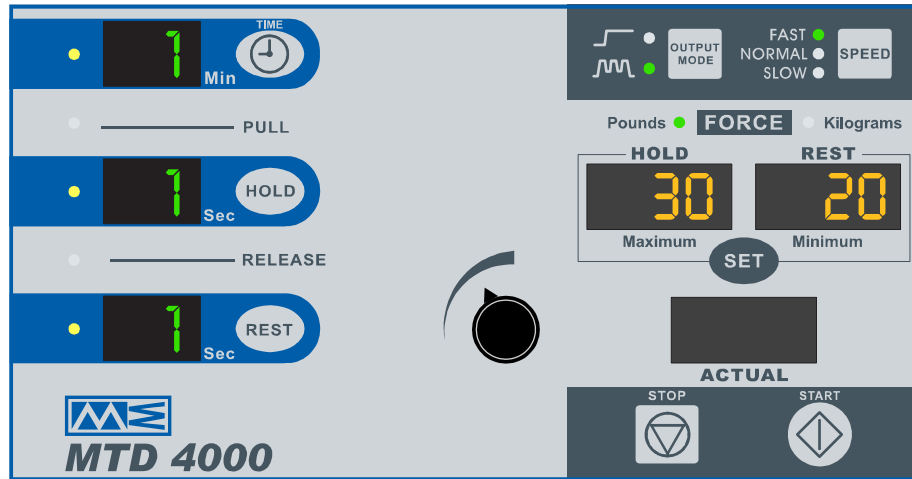 TIME
1 Min
PULL
1 Sec HOLD
RELEASE
1 Sec REST
MTD 4000
OUTPUT
MODE
FAST
NORMAL
SLOW
SPEED
Pounds FORCE Kilograms
HOLD REST
30 20
Maximum Minimum
SET
ACTUAL
STOP START